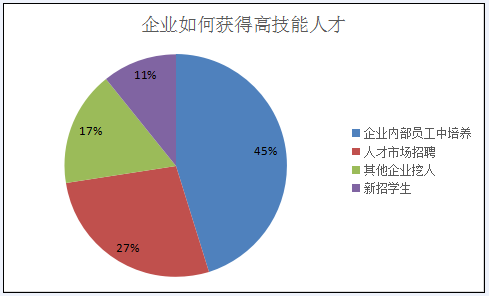 企业如何获得高技能人才
11%
17%
45%
27%
企业内部员工中培养
人才市场招聘
其他企业挖人
新招学生